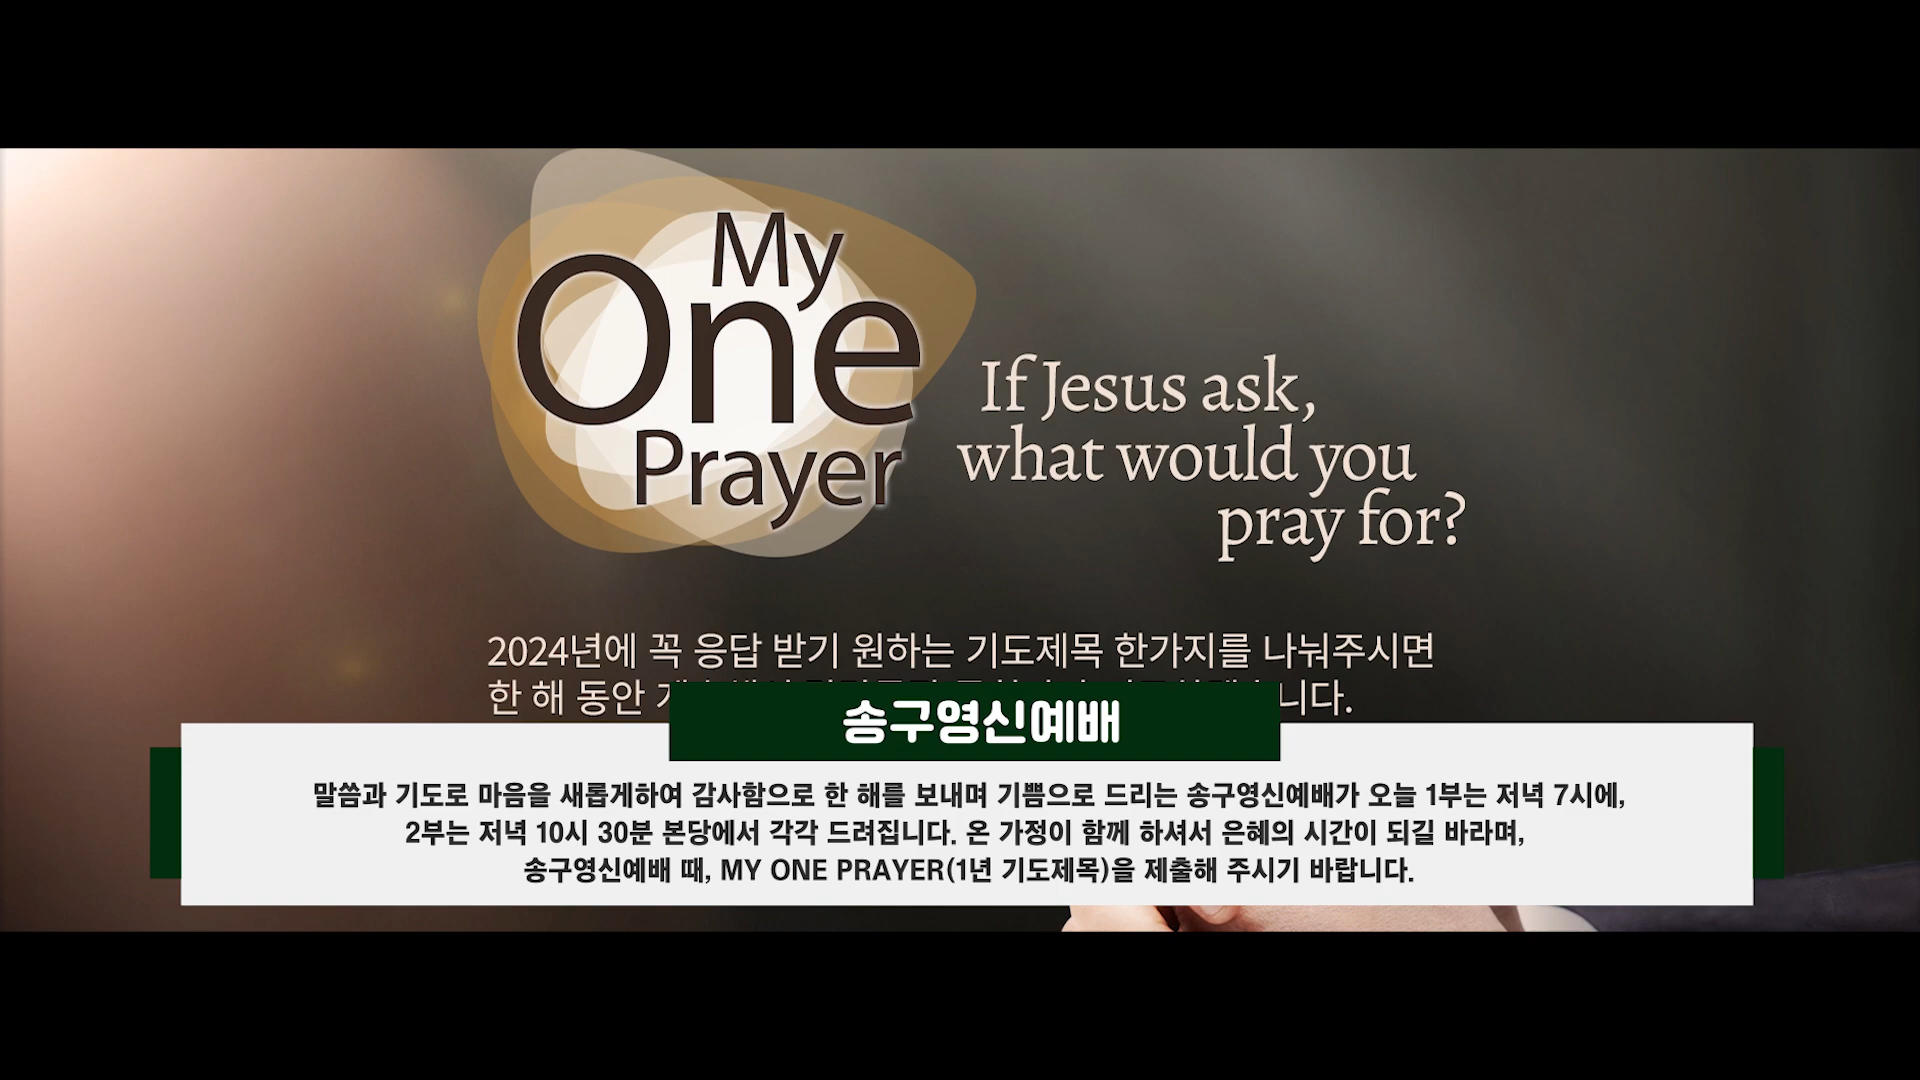 My
One
Prayer
If Jesus ask,
what would you
pray for?
2024년에 꼭 응답 받기 원하는 기도제목 한가지를 나눠주시면
한 해 동안
송구영신예배
말씀과 기도로 마음을 새롭게하여 감사함으로 한 해를 보내며 기쁨으로 드리는 송구영신예배가 오늘 1부는 저녁 7시에,
2부는 저녁 10시 30분 본당에서 각각 드려집니다. 온 가정이 함께 하셔서 은혜의 시간이 되길 바라며,
송구영신예배 때, MY ONE PRAYER(1년 기도제목)을 제출해 주시기 바랍니다.